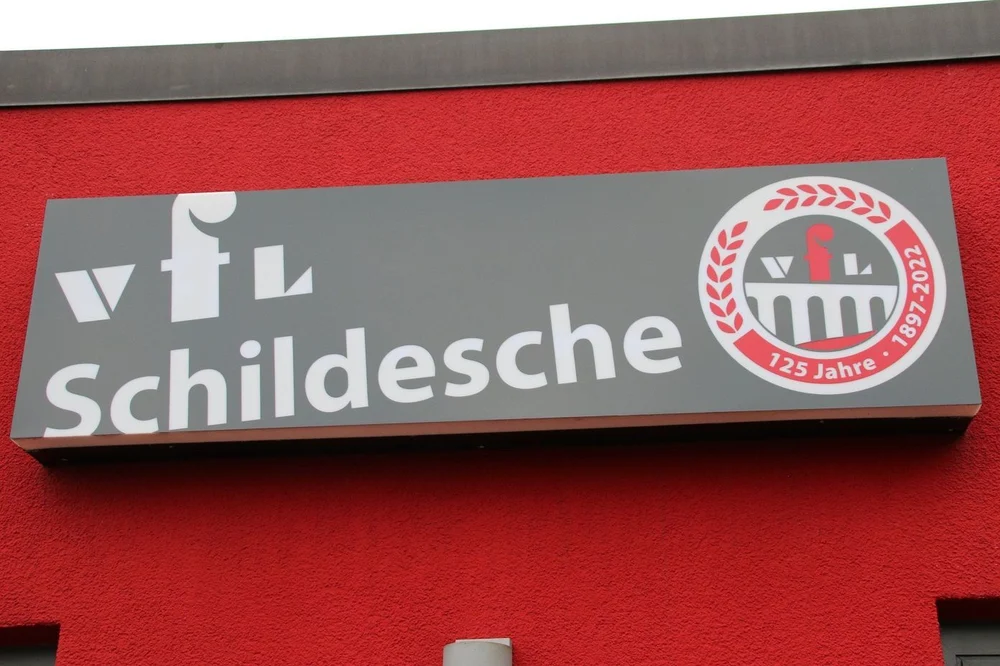 vfL
Schildesche
vfL
125 Jahre · 1897-2022